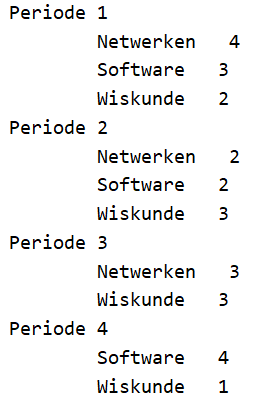 Periode 1
Netwerken 4
Software 3
Wiskunde 2
Periode 2
Netwerken 2
Software 2
Wiskunde 3
Periode 3
Netwerken 3
Wiskunde 3
Periode 4
Software 4
Wiskunde 1